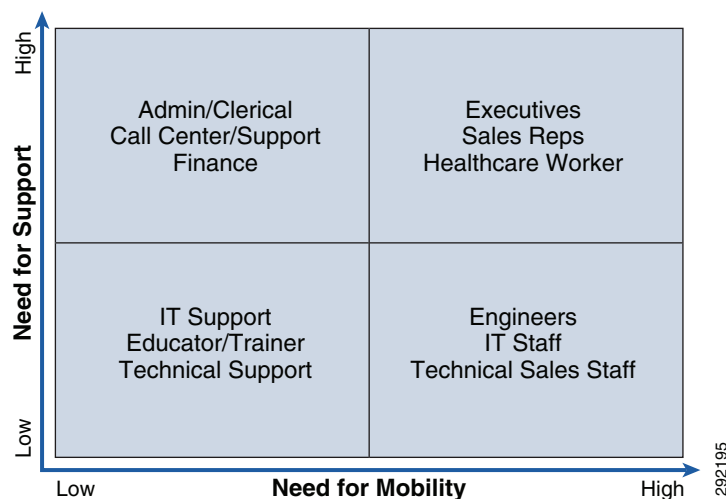 High
Need for Support
Low
Admin/Clerical
Call Center/Support
Finance
Executives
Sales Reps
Healthcare Worker
IT Support
Educator/Trainer
Technical Support
Engineers
IT Staff
Technical Sales Staff
Low
Need for Mobility
High
292195